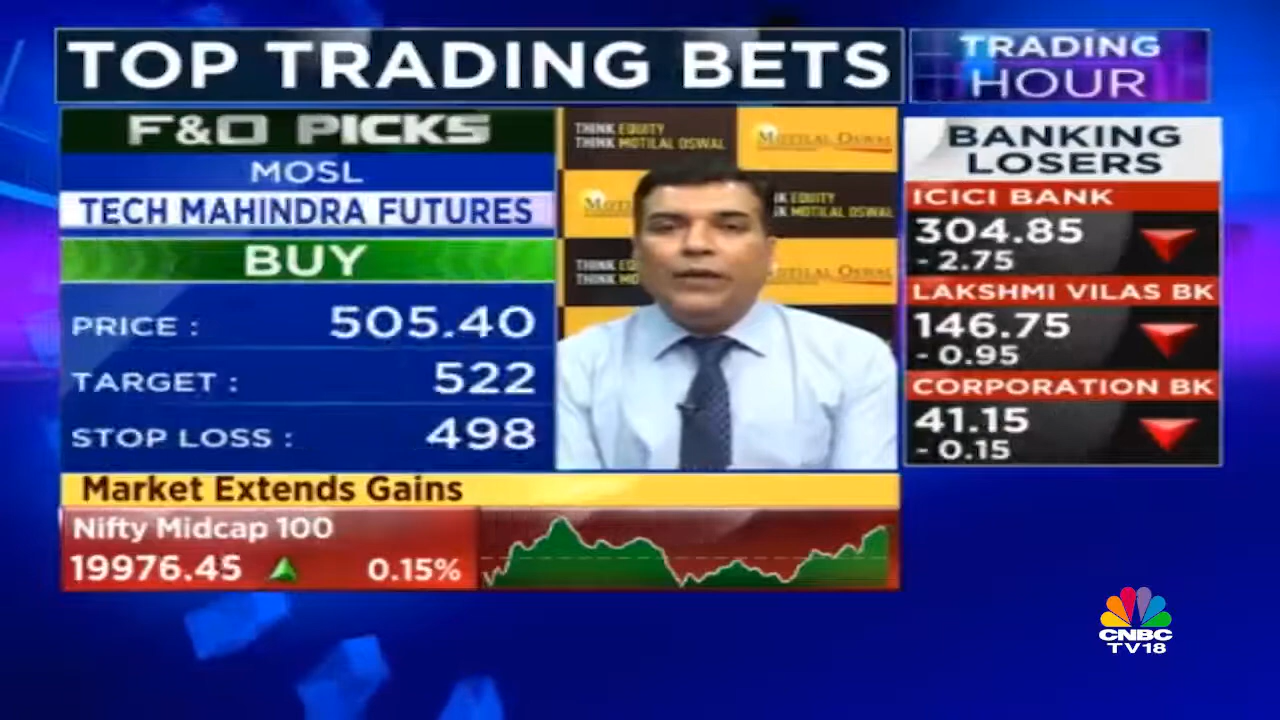 TOP TRADING BETS
TRADING
HOUR
F&O PICKS
MOSL
TECH MAHINDRA FUTURES
BUY
PRICE : 505.40
TARGET : 522
STOP LOSS : 498
THINK EQUITY
THINK MOTILAL OSWAL
MOTILAL OSWAL
BANKING
LOSERS
ICICI BANK
304.85
- 2.75
LAKSHMI VILAS BK
146.75
- 0.95
CORPORATION BK
41.15
- 0.15
Market Extends Gains
Nifty Midcap 100
19976.45 0.15%
CNBC
TV18